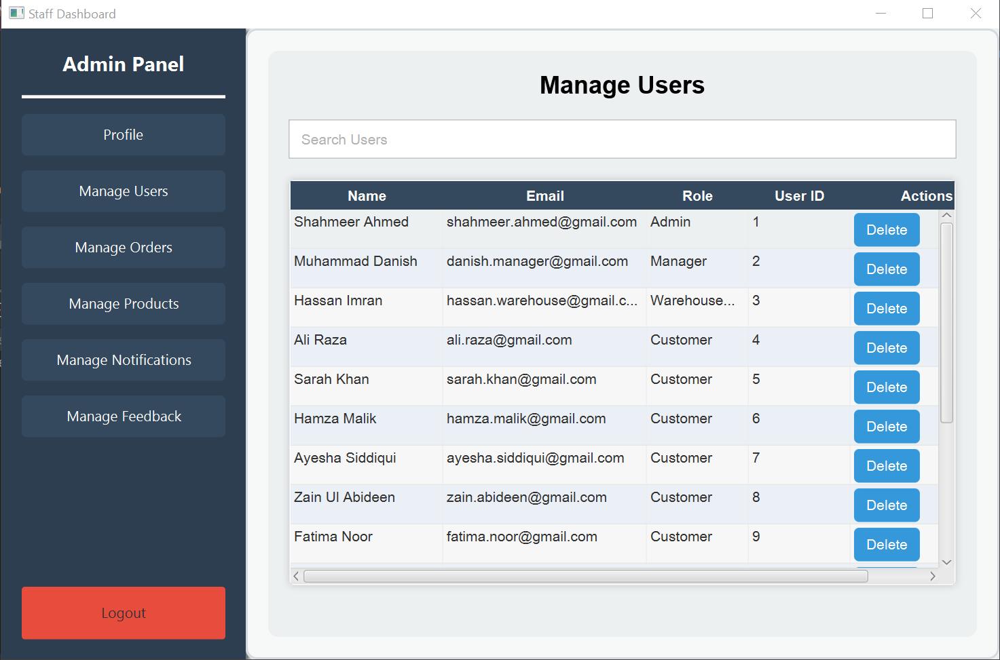 Staff Dashboard
Admin Panel
Profile
Manage Users
Manage Orders
Manage Products
Manage Notifications
Manage Feedback
Logout
Manage Users
Search Users
Name Email Role User ID Actions
Shahmeer Ahmed shahmeer.ahmed@gmail.com Admin 1 Delete
Muhammad Danish danish.manager@gmail.com Manager 2 Delete
Hassan Imran hassan.warehouse@gmail.c... Warehouse... 3 Delete
Ali Raza ali.raza@gmail.com Customer 4 Delete
Sarah Khan sarah.khan@gmail.com Customer 5 Delete
Hamza Malik hamza.malik@gmail.com Customer 6 Delete
Ayesha Siddiqui ayesha.siddiqui@gmail.com Customer 7 Delete
Zain Ul Abideen zain.abideen@gmail.com Customer 8 Delete
Fatima Noor fatima.noor@gmail.com Customer 9 Delete